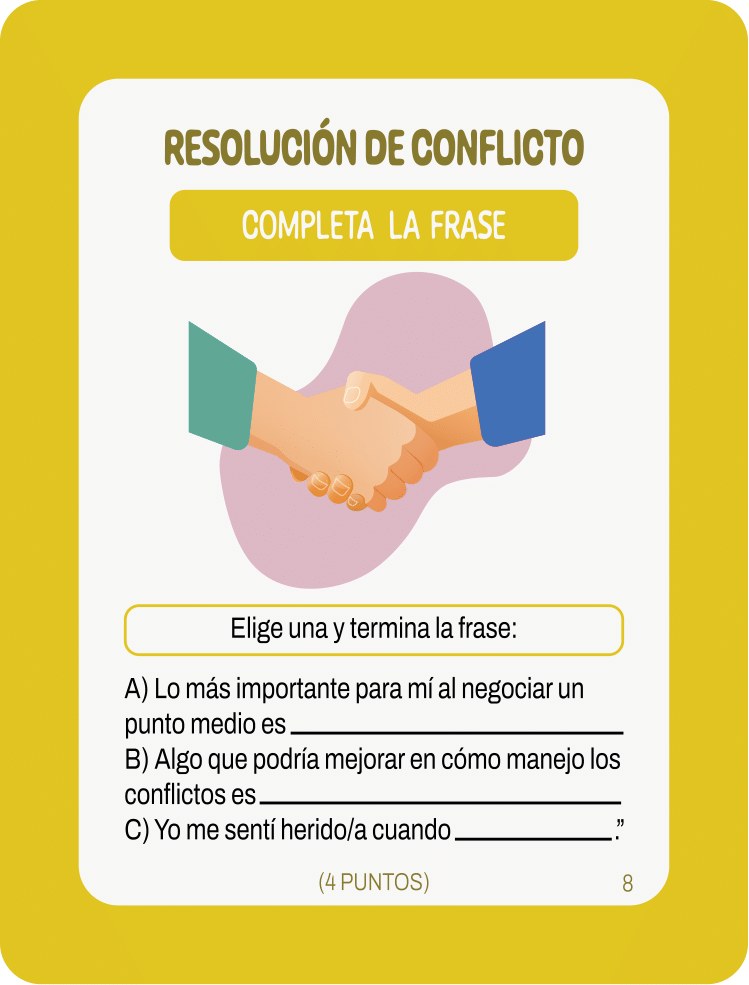 RESOLUCIÓN DE CONFLICTO
COMPLETA LA FRASE
Elige una y termina la frase:
A) Lo más importante para mí al negociar un
punto medio es ____________________
B) Algo que podría mejorar en cómo manejo los
conflictos es ____________________
C) Yo me sentí herido/a cuando __________.”
(4 PUNTOS)
8